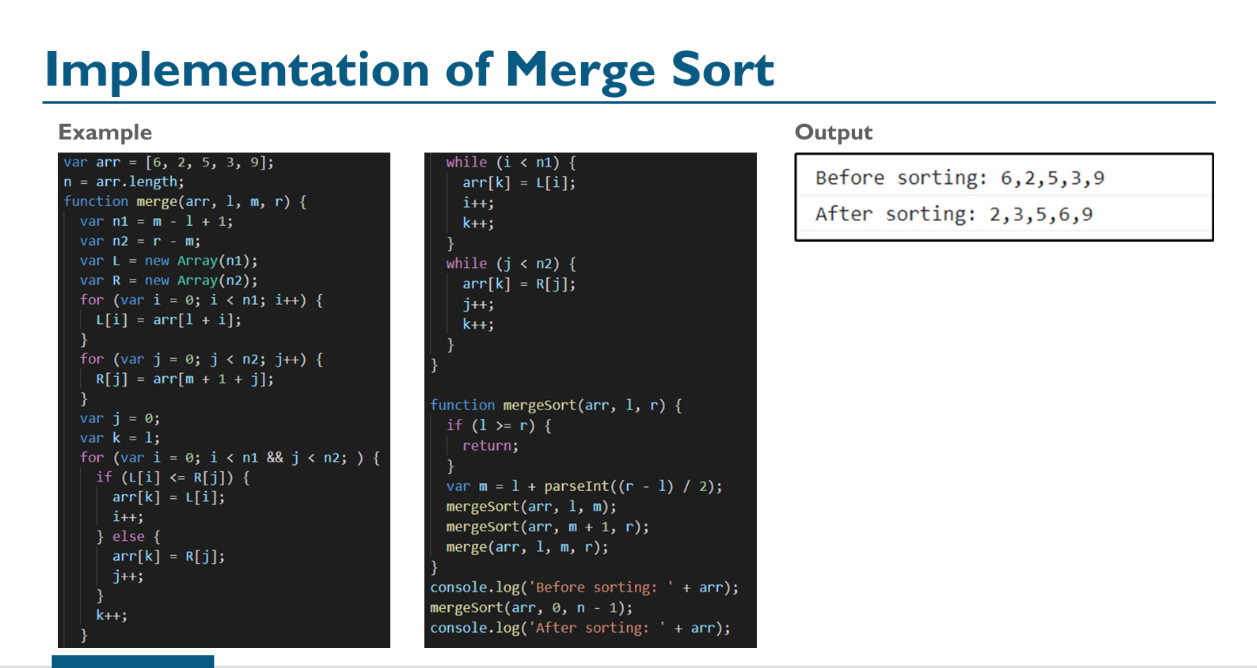 Implementation of Merge Sort
Example
var arr = [6, 2, 5, 3, 9];
n = arr.length;
function merge(arr, l, m, r) {
  var n1 = m - l + 1;
  var n2 = r - m;
  var L = new Array(n1);
  var R = new Array(n2);
  for (var i = 0; i < n1; i++) {
    L[i] = arr[l + i];
  }
  for (var j = 0; j < n2; j++) {
    R[j] = arr[m + 1 + j];
  }
  var j = 0;
  var k = l;
  for (var i = 0; i < n1 && j < n2; ) {
    if (L[i] <= R[j]) {
      arr[k] = L[i];
      i++;
    } else {
      arr[k] = R[j];
      j++;
    }
    k++;
  }
  while (i < n1) {
    arr[k] = L[i];
    i++;
    k++;
  }
  while (j < n2) {
    arr[k] = R[j];
    j++;
    k++;
  }
}
function mergeSort(arr, l, r) {
  if (l >= r) {
    return;
  }
  var m = l + parseInt((r - l) / 2);
  mergeSort(arr, l, m);
  mergeSort(arr, m + 1, r);
  merge(arr, l, m, r);
}
console.log('Before sorting: ' + arr);
mergeSort(arr, 0, n - 1);
console.log('After sorting: ' + arr);
Output
Before sorting: 6,2,5,3,9
After sorting: 2,3,5,6,9